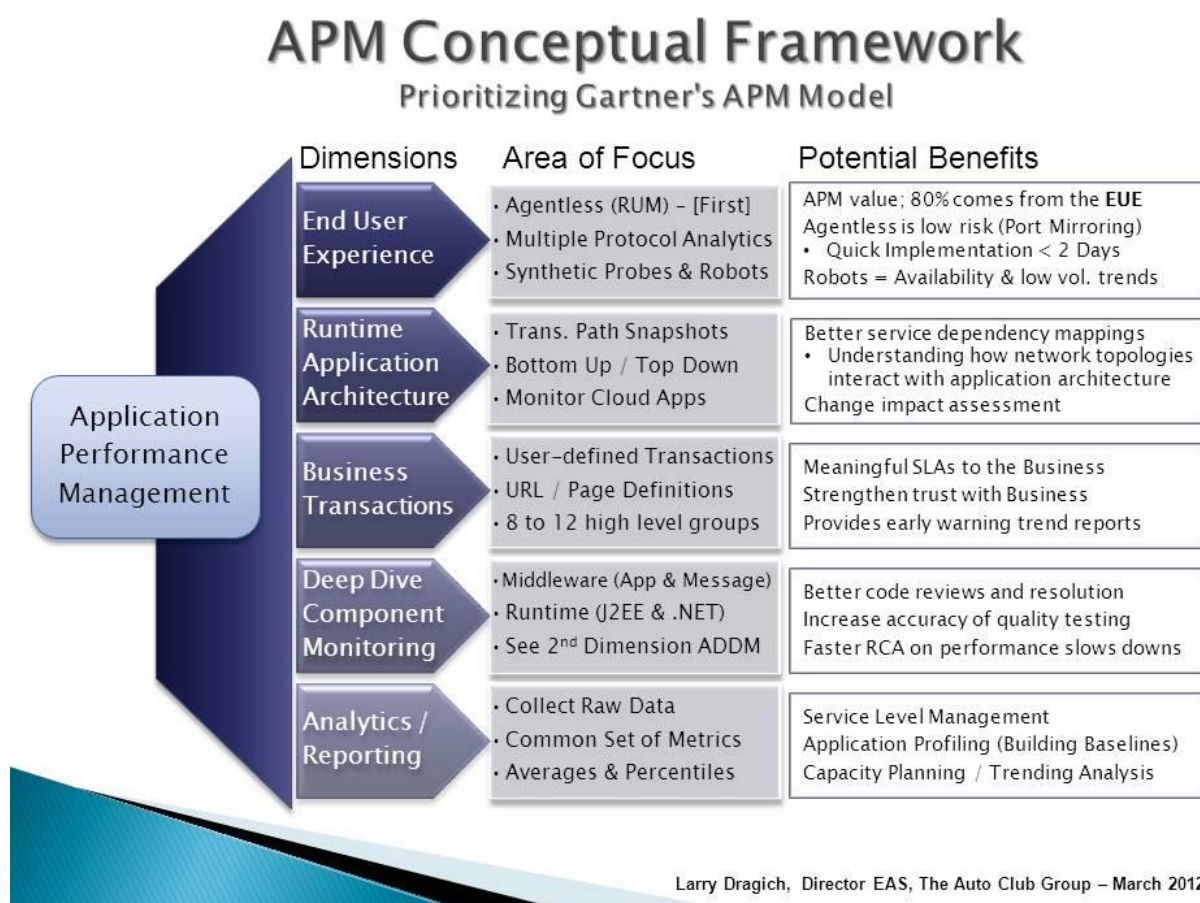 APM Conceptual Framework
Prioritizing Gartner's APM Model
Dimensions
Area of Focus
Potential Benefits
Application
Performance
Management
End User
Experience
• Agentless (RUM) – [First]
• Multiple Protocol Analytics
• Synthetic Probes & Robots
APM value; 80% comes from the EUE
Agentless is low risk (Port Mirroring)
• Quick Implementation < 2 Days
Robots = Availability & low vol. trends
Runtime
Application
Architecture
• Trans. Path Snapshots
• Bottom Up / Top Down
• Monitor Cloud Apps
Better service dependency mappings
• Understanding how network topologies
interact with application architecture
Change impact assessment
Business
Transactions
• User-defined Transactions
• URL / Page Definitions
• 8 to 12 high level groups
Meaningful SLAs to the Business
Strengthen trust with Business
Provides early warning trend reports
Deep Dive
Component
Monitoring
• Middleware (App & Message)
• Runtime (J2EE & .NET)
• See 2nd Dimension ADDM
Better code reviews and resolution
Increase accuracy of quality testing
Faster RCA on performance slows downs
Analytics /
Reporting
• Collect Raw Data
• Common Set of Metrics
• Averages & Percentiles
Service Level Management
Application Profiling (Building Baselines)
Capacity Planning / Trending Analysis
Larry Dragich, Director EAS, The Auto Club Group – March 2012